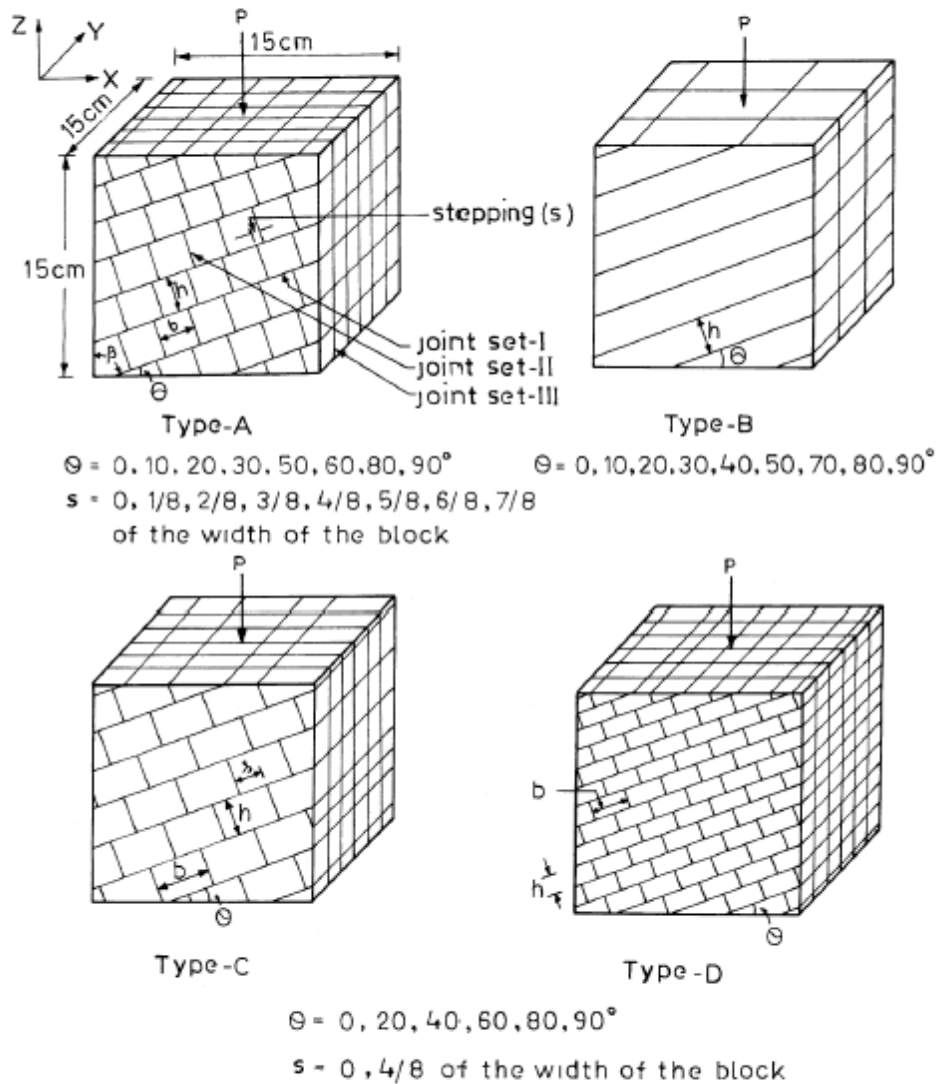 Z
Y
X
P
15cm
15cm
15cm
stepping (s)
h
b
β
θ
joint set-I
joint set-II
joint set-III
Type-A
θ = 0,10,20,30,50,60,80,90°
s = 0, 1/8, 2/8, 3/8, 4/8, 5/8, 6/8, 7/8
of the width of the block
P
h
θ
Type-B
θ = 0,10,20,30,40,50,70,80,90°
P
s
h
b
θ
Type-C
P
b
h
θ
Type-D
θ = 0, 20, 40, 60, 80, 90°
s = 0, 4/8 of the width of the block